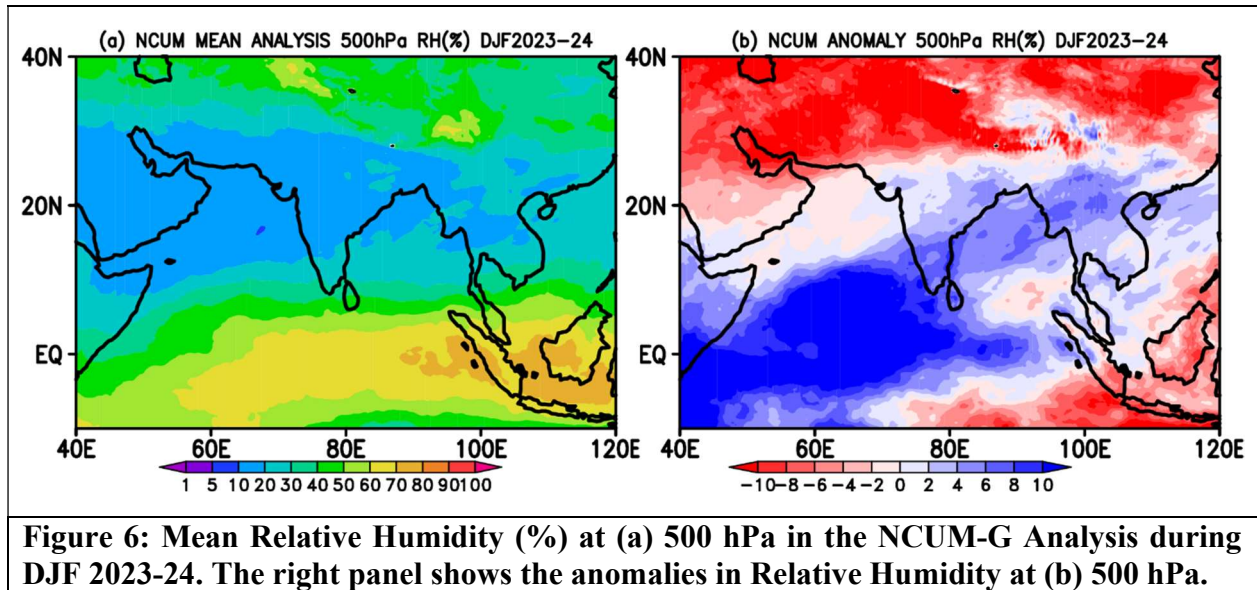 (a) NCUM MEAN ANALYSIS 500hPa RH(%) DJF2023-24
40N
20N
EQ
40E 60E 80E 100E 120E
1 5 10 20 30 40 50 60 70 80 90100
(b) NCUM ANOMALY 500hPa RH(%) DJF2023-24
40N
20N
EQ
40E 60E 80E 100E 120E
-10-8 -6 -4 -2 0 2 4 6 8 10
Figure 6: Mean Relative Humidity (%) at (a) 500 hPa in the NCUM-G Analysis during
DJF 2023-24. The right panel shows the anomalies in Relative Humidity at (b) 500 hPa.